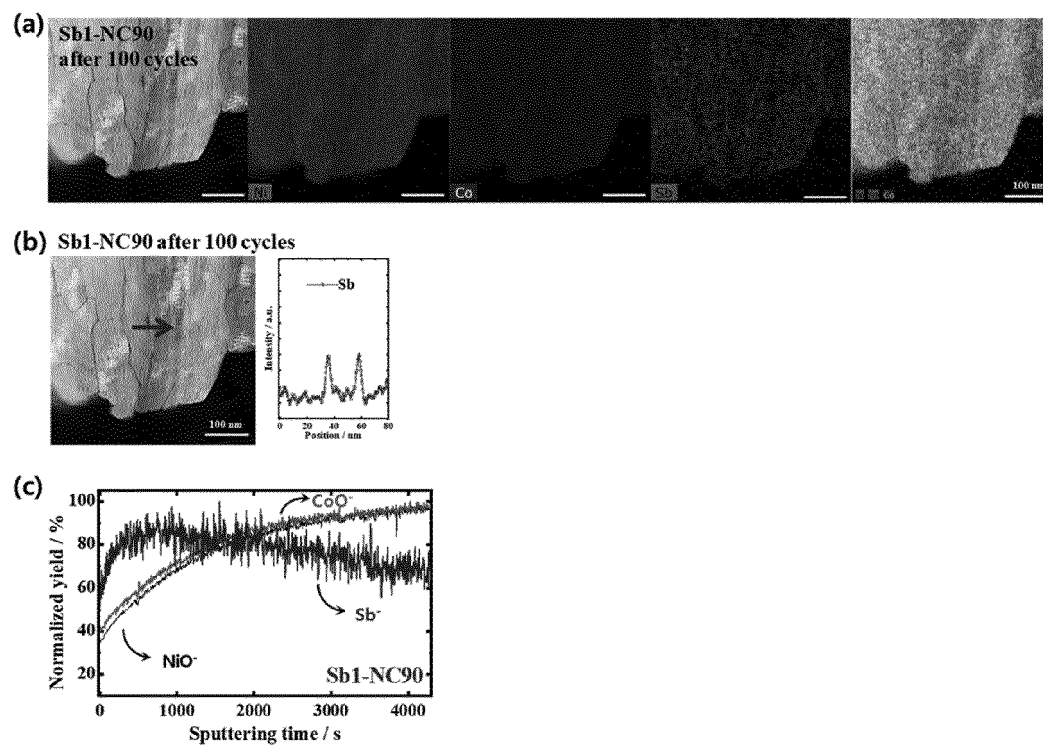 (a)
Sb1-NC90
after 100 cycles
Ni
Co
Sb
Co
100 nm
(b) Sb1-NC90 after 100 cycles
100 nm
Sb
Intensity / a.u.
0 20 40 60 80
Position / nm
(c)
Normalized yield / %
100
80
60
40
20
CoO⁻
Sb⁻
NiO⁻
Sb1-NC90
0 1000 2000 3000 4000
Sputtering time / s